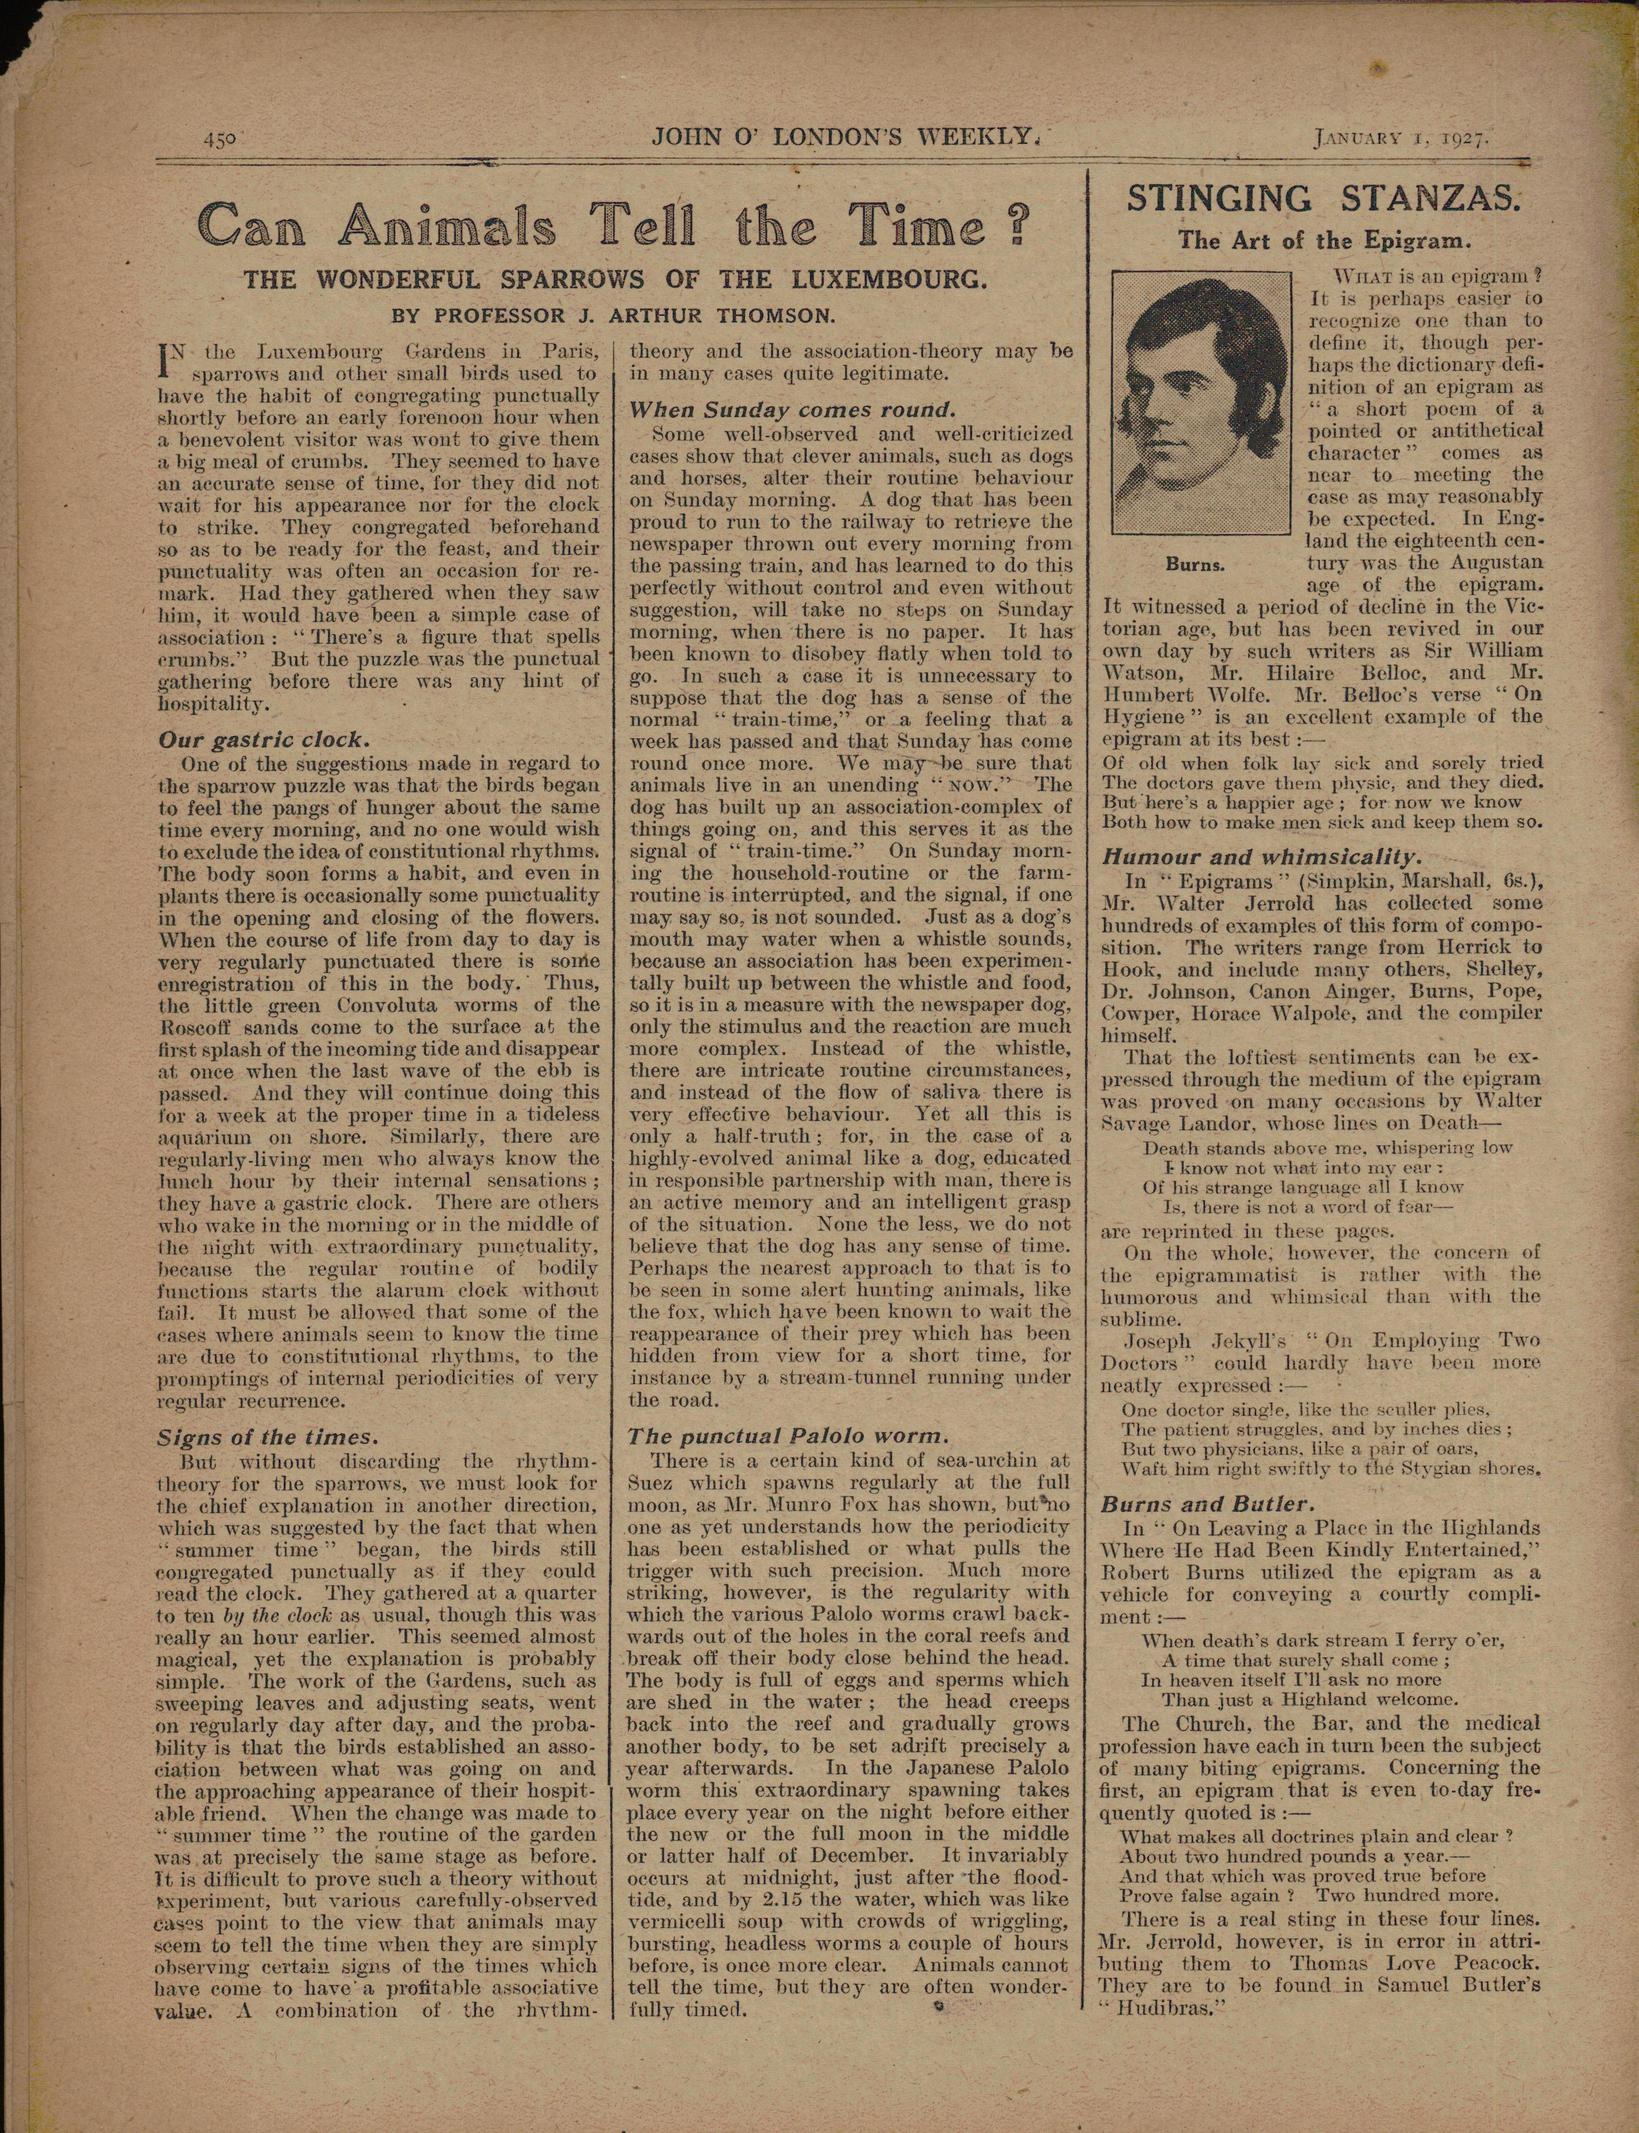 450
JOHN O' LONDON'S WEEKLY.
JANUARY 1, 1927.
Can Animals Tell the Time?
THE WONDERFUL SPARROWS OF THE LUXEMBOURG.
BY PROFESSOR J. ARTHUR THOMSON.
IN the Luxembourg Gardens in Paris,
sparrows and other small birds used to
have the habit of congregating punctually
shortly before an early forenoon hour when
a benevolent visitor was wont to give them
a big meal of crumbs. They seemed to have
an accurate sense of time, for they did not
wait for his appearance nor for the clock
to strike. They congregated beforehand
so as to be ready for the feast, and their
punctuality was often an occasion for re-
mark. Had they gathered when they saw
him, it would have been a simple case of
association: "There's a figure that spells
crumbs." But the puzzle was the punctual
gathering before there was any hint of
hospitality.
Our gastric clock.
One of the suggestions made in regard to
the sparrow puzzle was that the birds began
to feel the pangs of hunger about the same
time every morning, and no one would wish
to exclude the idea of constitutional rhythms.
The body soon forms a habit, and even in
plants there is occasionally some punctuality
in the opening and closing of the flowers.
When the course of life from day to day is
very regularly punctuated there is some
enregistration of this in the body. Thus,
the little green Convoluta worms of the
Roscoff sands come to the surface at the
first splash of the incoming tide and disappear
at once when the last wave of the ebb is
passed. And they will continue doing this
for a week at the proper time in a tideless
aquarium on shore. Similarly, there are
regularly-living men who always know the
lunch hour by their internal sensations;
they have a gastric clock. There are others
who wake in the morning or in the middle of
the night with extraordinary punctuality,
because the regular routine of bodily
functions starts the alarum clock without
fail. It must be allowed that some of the
cases where animals seem to know the time
are due to constitutional rhythms, to the
promptings of internal periodicities of very
regular recurrence.
Signs of the times.
But without discarding the rhythm-
theory for the sparrows, we must look for
the chief explanation in another direction,
which was suggested by the fact that when
"summer time" began, the birds still
congregated punctually as if they could
read the clock. They gathered at a quarter
to ten by the clock as usual, though this was
really an hour earlier. This seemed almost
magical, yet the explanation is probably
simple. The work of the Gardens, such as
sweeping leaves and adjusting seats, went
on regularly day after day, and the proba-
bility is that the birds established an asso-
ciation between what was going on and
the approaching appearance of their hospit-
able friend. When the change was made to
"summer time" the routine of the garden
was at precisely the same stage as before.
It is difficult to prove such a theory without
experiment, but various carefully-observed
cases point to the view that animals may
seem to tell the time when they are simply
observing certain signs of the times which
have come to have a profitable associative
value. A combination of the rhythm-
theory and the association-theory may be
in many cases quite legitimate.
When Sunday comes round.
Some well-observed and well-criticized
cases show that clever animals, such as dogs
and horses, alter their routine behaviour
on Sunday morning. A dog that has been
proud to run to the railway to retrieve the
newspaper thrown out every morning from
the passing train, and has learned to do this
perfectly without control and even without
suggestion, will take no steps on Sunday
morning, when there is no paper. It has
been known to disobey flatly when told to
go. In such a case it is unnecessary to
suppose that the dog has a sense of the
normal "train-time," or a feeling that a
week has passed and that Sunday has come
round once more. We may be sure that
animals live in an unending "NOW." The
dog has built up an association-complex of
things going on, and this serves it as the
signal of "train-time." On Sunday morn-
ing the household-routine or the farm-
routine is interrupted, and the signal, if one
may say so, is not sounded. Just as a dog's
mouth may water when a whistle sounds,
because an association has been experimen-
tally built up between the whistle and food,
so it is in a measure with the newspaper dog,
only the stimulus and the reaction are much
more complex. Instead of the whistle,
there are intricate routine circumstances,
and instead of the flow of saliva there is
very effective behaviour. Yet all this is
only a half-truth; for, in the case of a
highly-evolved animal like a dog, educated
in responsible partnership with man, there is
an active memory and an intelligent grasp
of the situation. None the less, we do not
believe that the dog has any sense of time.
Perhaps the nearest approach to that is to
be seen in some alert hunting animals, like
the fox, which have been known to wait the
reappearance of their prey which has been
hidden from view for a short time, for
instance by a stream-tunnel running under
the road.
The punctual Palolo worm.
There is a certain kind of sea-urchin at
Suez which spawns regularly at the full
moon, as Mr. Munro Fox has shown, but no
one as yet understands how the periodicity
has been established or what pulls the
trigger with such precision. Much more
striking, however, is the regularity with
which the various Palolo worms crawl back-
wards out of the holes in the coral reefs and
break off their body close behind the head.
The body is full of eggs and sperms which
are shed in the water; the head creeps
back into the reef and gradually grows
another body, to be set adrift precisely a
year afterwards. In the Japanese Palolo
worm this extraordinary spawning takes
place every year on the night before either
the new or the full moon in the middle
or latter half of December. It invariably
occurs at midnight, just after the flood-
tide, and by 2.15 the water, which was like
vermicelli soup with crowds of wriggling,
bursting, headless worms a couple of hours
before, is once more clear. Animals cannot
tell the time, but they are often wonder-
fully timed.
STINGING STANZAS.
The Art of the Epigram.
WHAT is an epigram?
It is perhaps easier to
recognize one than to
define it, though per-
haps the dictionary defi-
nition of an epigram as
"a short poem of a
pointed or antithetical
character" comes as
near to meeting the
case as may reasonably
be expected. In Eng-
land the eighteenth cen-
Burns.
tury was the Augustan
age of the epigram.
It witnessed a period of decline in the Vic-
torian age, but has been revived in our
own day by such writers as Sir William
Watson, Mr. Hilaire Belloc, and Mr.
Humbert Wolfe. Mr. Belloc's verse "On
Hygiene" is an excellent example of the
epigram at its best:—
Of old when folk lay sick and sorely tried
The doctors gave them physic, and they died.
But here's a happier age; for now we know
Both how to make men sick and keep them so.
Humour and whimsicality.
In "Epigrams" (Simpkin, Marshall, 6s.),
Mr. Walter Jerrold has collected some
hundreds of examples of this form of compo-
sition. The writers range from Herrick to
Hook, and include many others, Shelley,
Dr. Johnson, Canon Ainger, Burns, Pope,
Cowper, Horace Walpole, and the compiler
himself.
That the loftiest sentiments can be ex-
pressed through the medium of the epigram
was proved on many occasions by Walter
Savage Landor, whose lines on Death—
Death stands above me, whispering low
I know not what into my ear:
Of his strange language all I know
Is, there is not a word of fear—
are reprinted in these pages.
On the whole, however, the concern of
the epigrammatist is rather with the
humorous and whimsical than with the
sublime.
Joseph Jekyll's "On Employing Two
Doctors" could hardly have been more
neatly expressed:—
One doctor single, like the sculler plies,
The patient struggles, and by inches dies;
But two physicians, like a pair of oars,
Waft him right swiftly to the Stygian shores.
Burns and Butler.
In "On Leaving a Place in the Highlands
Where He Had Been Kindly Entertained,"
Robert Burns utilized the epigram as a
vehicle for conveying a courtly compli-
ment:—
When death's dark stream I ferry o'er,
A time that surely shall come;
In heaven itself I'll ask no more
Than just a Highland welcome.
The Church, the Bar, and the medical
profession have each in turn been the subject
of many biting epigrams. Concerning the
first, an epigram that is even to-day fre-
quently quoted is:—
What makes all doctrines plain and clear?
About two hundred pounds a year.—
And that which was proved true before
Prove false again? Two hundred more.
There is a real sting in these four lines.
Mr. Jerrold, however, is in error in attri-
buting them to Thomas Love Peacock.
They are to be found in Samuel Butler's
"Hudibras."